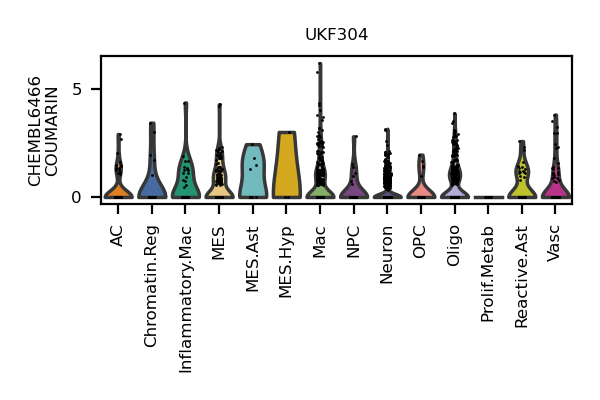 UKF304
CHEMBL6466
COUMARIN
5
0
AC
Chromatin.Reg
Inflammatory.Mac
MES
MES.Ast
MES.Hyp
Mac
NPC
Neuron
OPC
Oligo
Prolif.Metab
Reactive.Ast
Vasc